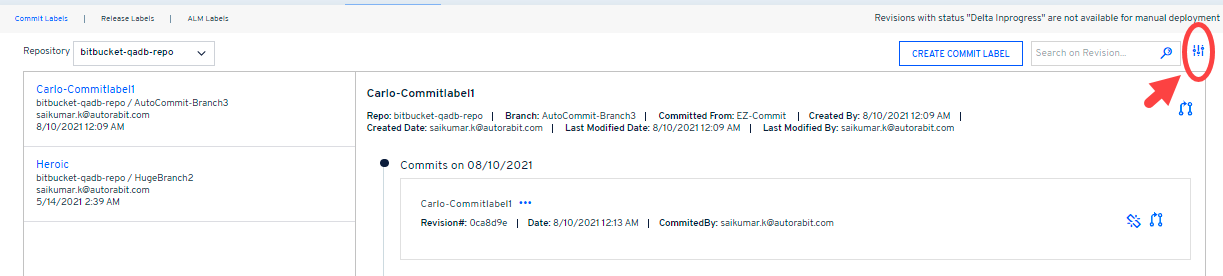 Commit Labels | Release Labels | ALM Labels
Revisions with status "Delta Inprogress" are not available for manual deployment
Repository bitbucket-qadb-repo
CREATE COMMIT LABEL
Search on Revision...
Carlo-Commitlabel1
bitbucket-qadb-repo / AutoCommit-Branch3
saikumar.k@autorabit.com
8/10/2021 12:09 AM
Heroic
bitbucket-qadb-repo / HugeBranch2
saikumar.k@autorabit.com
5/14/2021 2:39 AM
Carlo-Commitlabel1
Repo: bitbucket-qadb-repo | Branch: AutoCommit-Branch3 | Committed From: EZ-Commit | Created By: 8/10/2021 12:09 AM |
Created Date: saikumar.k@autorabit.com | Last Modified Date: 8/10/2021 12:09 AM | Last Modified By: saikumar.k@autorabit.com
Commits on 08/10/2021
Carlo-Commitlabel1 •••
Revision#: 0ca8d9e | Date: 8/10/2021 12:13 AM | CommitedBy: saikumar.k@autorabit.com